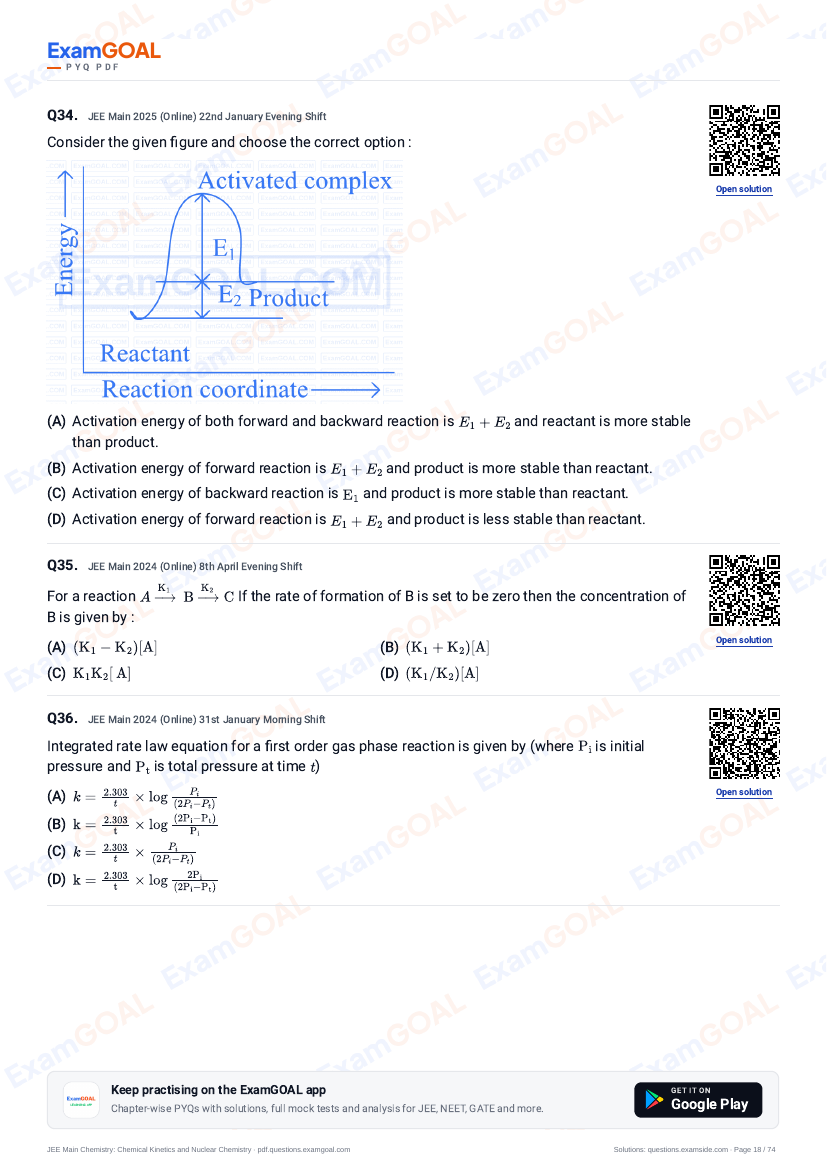 ExamGOAL
PYQ PDF
Q34. JEE Main 2025 (Online) 22nd January Evening Shift
Consider the given figure and choose the correct option :
Open solution
Activated complex
Energy
E₁
E₂ Product
Reactant
Reaction coordinate
(A) Activation energy of both forward and backward reaction is E₁ + E₂ and reactant is more stable
than product.
(B) Activation energy of forward reaction is E₁ + E₂ and product is more stable than reactant.
(C) Activation energy of backward reaction is E₁ and product is more stable than reactant.
(D) Activation energy of forward reaction is E₁ + E₂ and product is less stable than reactant.
Q35. JEE Main 2024 (Online) 8th April Evening Shift
For a reaction A —K₁→ B —K₂→ C If the rate of formation of B is set to be zero then the concentration of
B is given by :
Open solution
(A) (K₁ − K₂)[A]
(B) (K₁ + K₂)[A]
(C) K₁K₂[ A]
(D) (K₁/K₂)[A]
Q36. JEE Main 2024 (Online) 31st January Morning Shift
Integrated rate law equation for a first order gas phase reaction is given by (where Pᵢ is initial
pressure and Pₜ is total pressure at time t)
Open solution
(A) k = 2.303/t × log Pᵢ/(2Pᵢ−Pₜ)
(B) k = 2.303/t × log (2Pᵢ−Pₜ)/Pᵢ
(C) k = 2.303/t × Pᵢ/(2Pᵢ−Pₜ)
(D) k = 2.303/t × log 2Pᵢ/(2Pᵢ−Pₜ)
ExamGOAL
Keep practising on the ExamGOAL app
Chapter-wise PYQs with solutions, full mock tests and analysis for JEE, NEET, GATE and more.
GET IT ON
Google Play
JEE Main Chemistry: Chemical Kinetics and Nuclear Chemistry · pdf.questions.examgoal.com
Solutions: questions.examside.com · Page 18 / 74